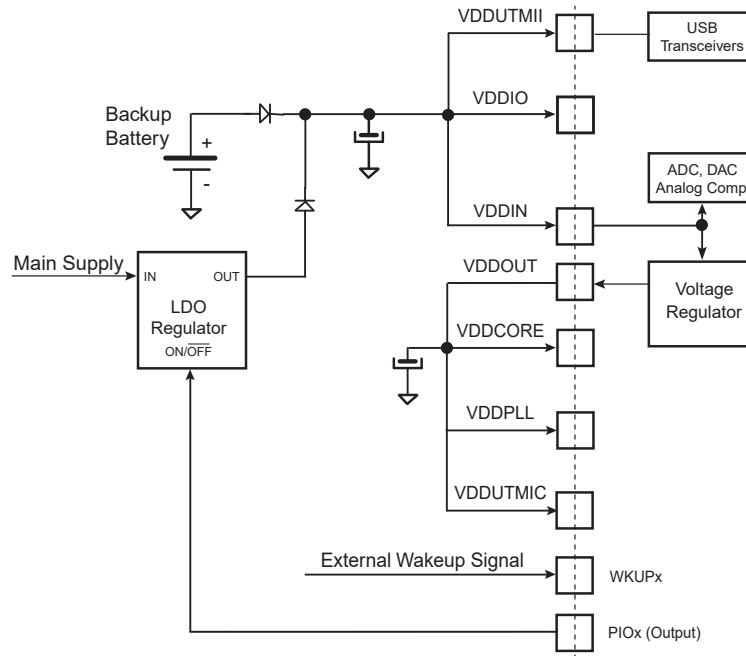 VDDUTMII
USB
Transceivers
VDDIO
Backup
Battery
+
-
ADC, DAC
Analog Comp.
VDDIN
Main Supply
IN
OUT
LDO
Regulator
ON/OFF
VDDOUT
Voltage
Regulator
VDDCORE
VDDPLL
VDDUTMIC
External Wakeup Signal
WKUPx
PIOx (Output)